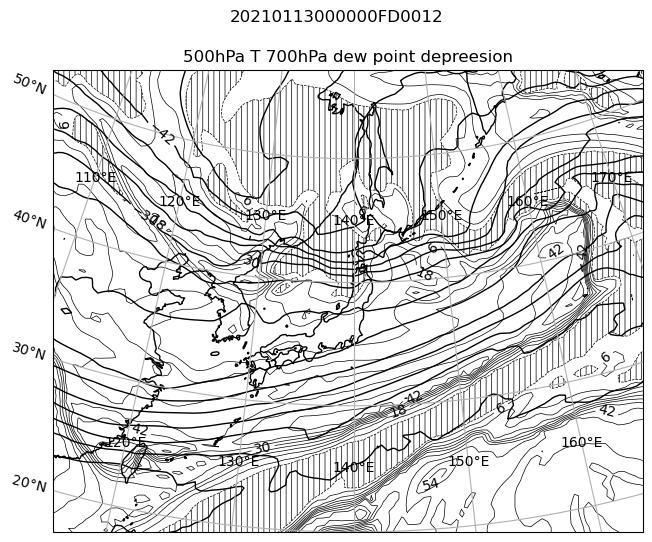 20210113000000FD0012
500hPa T 700hPa dew point depreesion
50°N
6
42
110°E
170°E
120°E
6
160°E
130°E
150°E
140°E
40°N
30
18
6
42
42
30
18
30°N
6
42
18
6
42
42
120°E
30
160°E
130°E
150°E
140°E
20°N
54